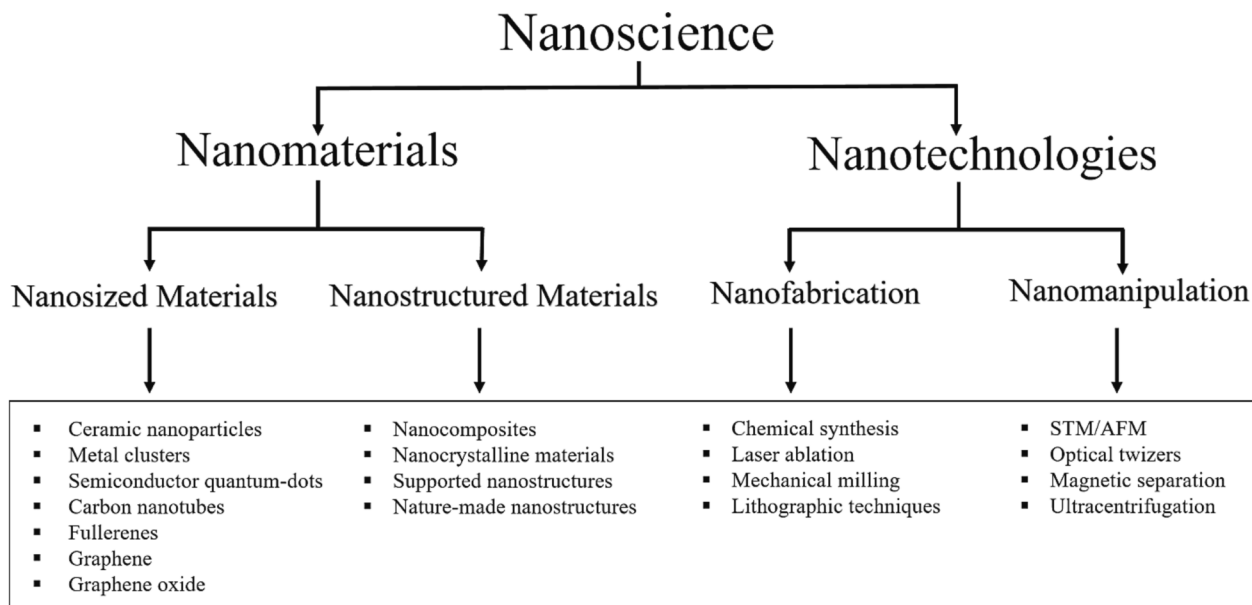 Nanoscience
Nanomaterials
Nanotechnologies
Nanosized Materials
Nanostructured Materials
Nanofabrication
Nanomanipulation
▪ Ceramic nanoparticles
▪ Metal clusters
▪ Semiconductor quantum-dots
▪ Carbon nanotubes
▪ Fullerenes
▪ Graphene
▪ Graphene oxide
▪ Nanocomposites
▪ Nanocrystalline materials
▪ Supported nanostructures
▪ Nature-made nanostructures
▪ Chemical synthesis
▪ Laser ablation
▪ Mechanical milling
▪ Lithographic techniques
▪ STM/AFM
▪ Optical twizers
▪ Magnetic separation
▪ Ultracentrifugation